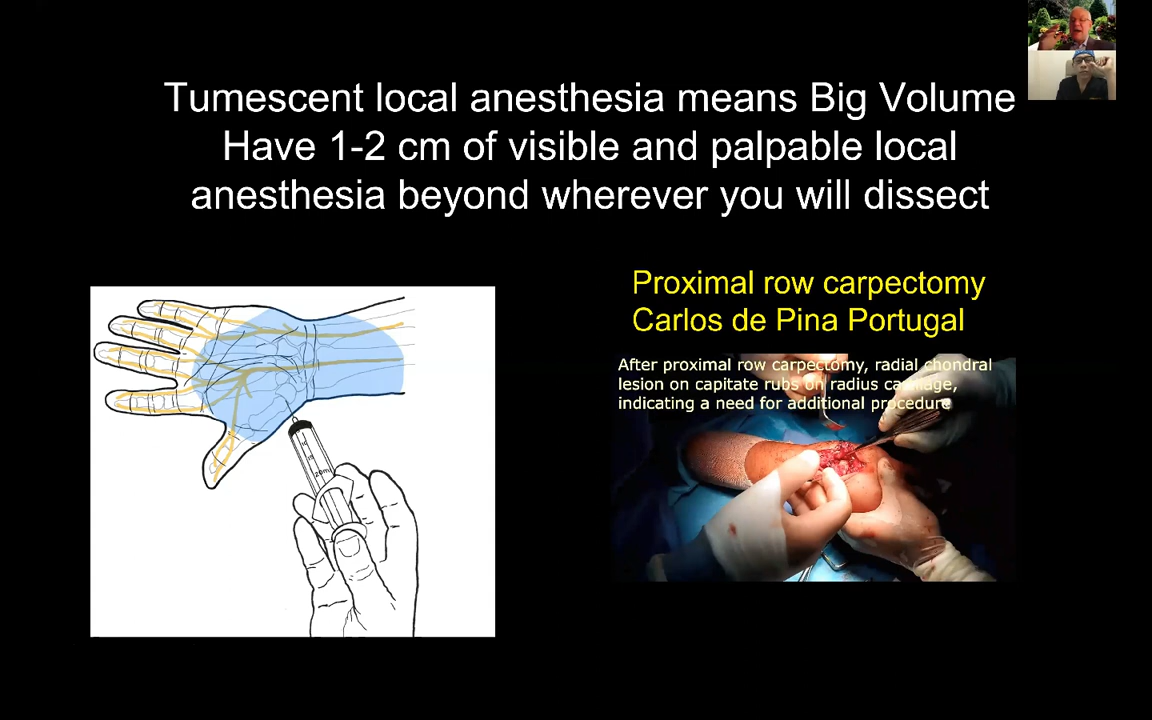 Tumescent local anesthesia means Big Volume
Have 1-2 cm of visible and palpable local
anesthesia beyond wherever you will dissect
Proximal row carpectomy
Carlos de Pina Portugal
After proximal row carpectomy, radial chondral
lesion on capitate rubs on radius cartilage,
indicating a need for additional procedure